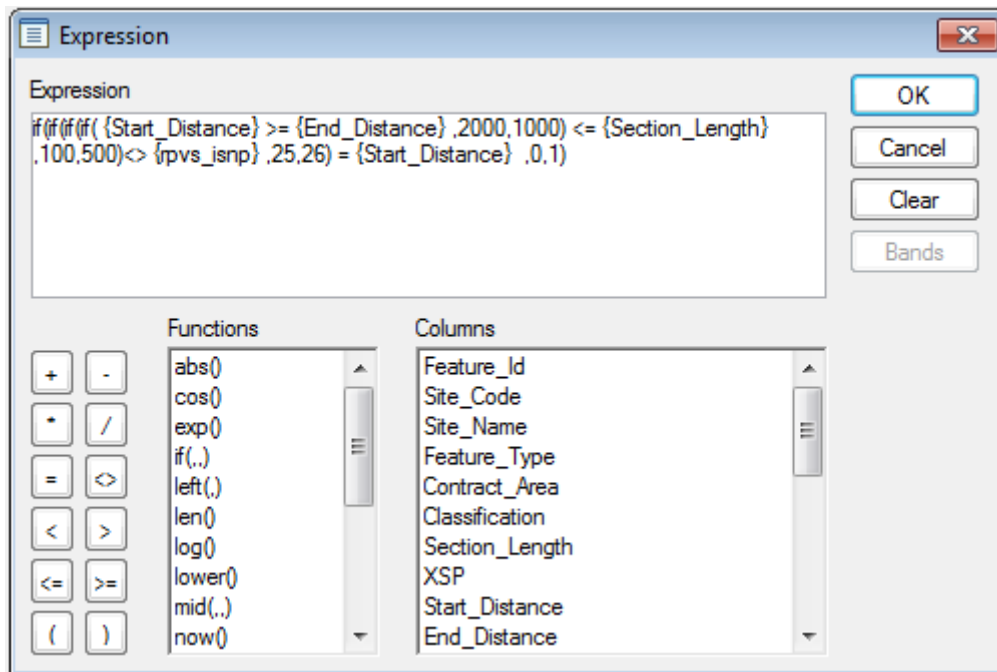 Expression
Expression
if(if(if(if( {Start_Distance} >= {End_Distance} ,2000,1000) <= {Section_Length}
,100,500)<> {rpvs_isnp} ,25,26) = {Start_Distance}  ,0,1)
OK
Cancel
Clear
Bands
Functions
Columns
+ -
* /
= <>
< >
<= >=
( )
abs()
cos()
exp()
if(,,)
left(,)
len()
log()
lower()
mid(,,)
now()
Feature_Id
Site_Code
Site_Name
Feature_Type
Contract_Area
Classification
Section_Length
XSP
Start_Distance
End_Distance